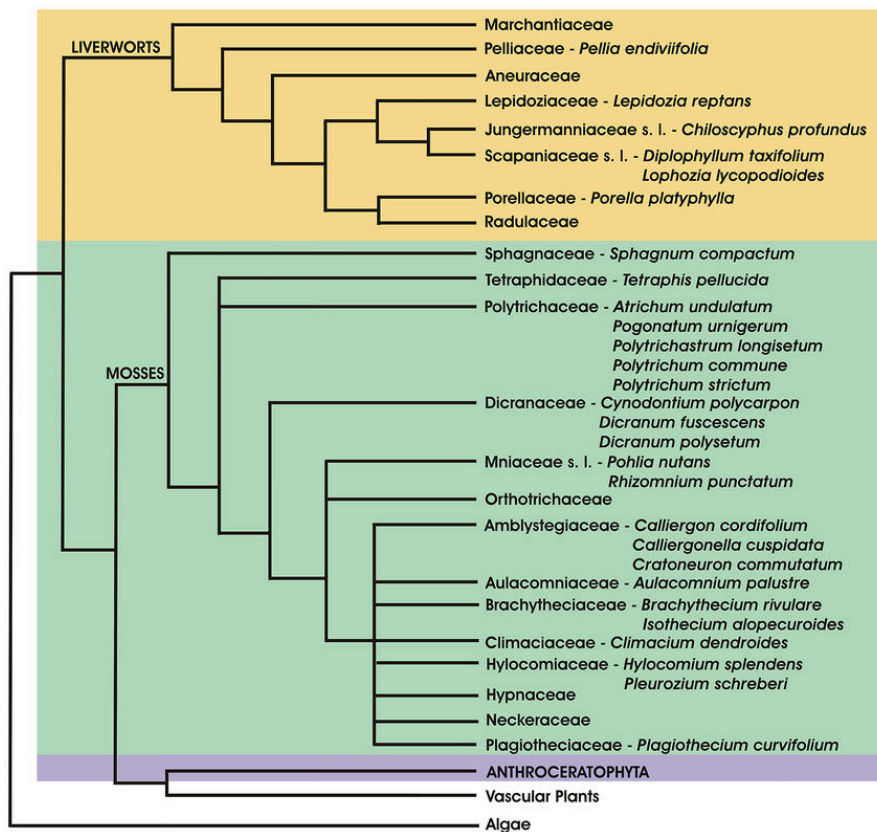 LIVERWORTS
Marchantiaceae
Pelliaceae - Pellia endiviifolia
Aneuraceae
Lepidoziaceae - Lepidozia reptans
Jungermanniaceae s. l. - Chiloscyphus profundus
Scapaniaceae s. l. - Diplophyllum taxifolium
Lophozia lycopodioides
Porellaceae - Porella platyphylla
Radulaceae
MOSSES
Sphagnaceae - Sphagnum compactum
Tetraphidaceae - Tetraphis pellucida
Polytrichaceae - Atrichum undulatum
Pogonatum urnigerum
Polytrichastrum longisetum
Polytrichum commune
Polytrichum strictum
Dicranaceae - Cynodontium polycarpon
Dicranum fuscescens
Dicranum polysetum
Mniaceae s. l. - Pohlia nutans
Rhizomnium punctatum
Orthotrichaceae
Amblystegiaceae - Calliergon cordifolium
Calliergonella cuspidata
Cratoneuron commutatum
Aulacomniaceae - Aulacomnium palustre
Brachytheciaceae - Brachythecium rivulare
Isothecium alopecuroides
Climaciaceae - Climacium dendroides
Hylocomiaceae - Hylocomium splendens
Pleurozium schreberi
Hypnaceae
Neckeraceae
Plagiotheciaceae - Plagiothecium curvifolium
ANTHROCERATOPHYTA
Vascular Plants
Algae